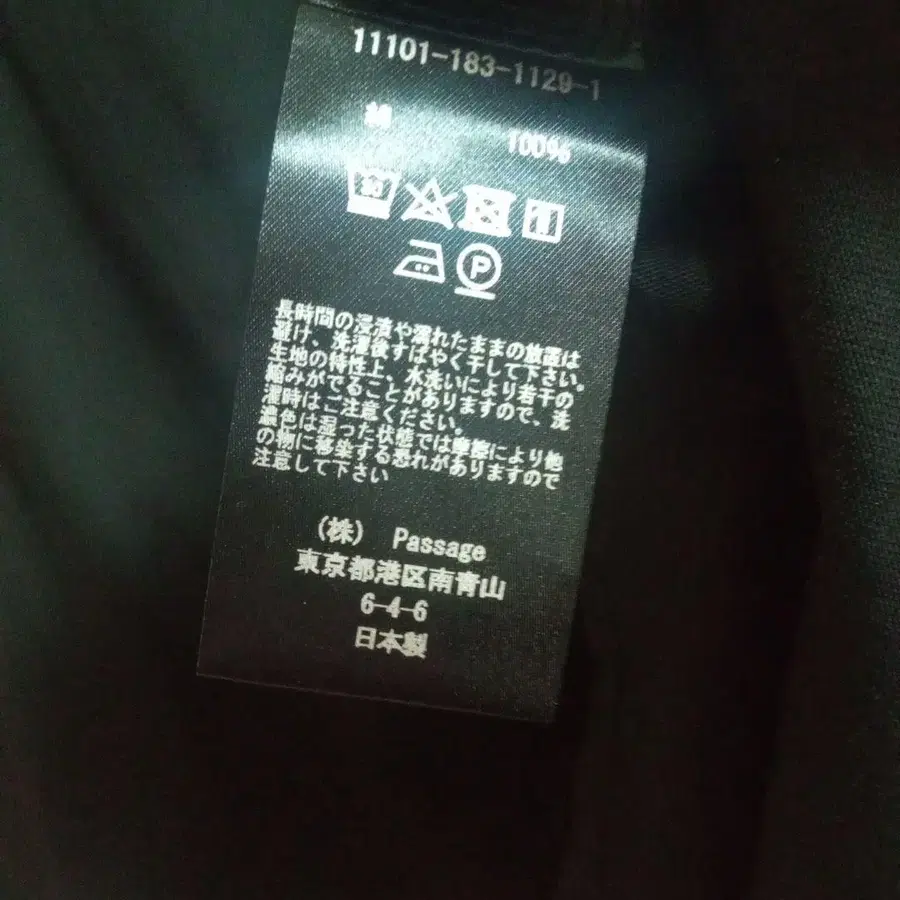 11101-183-1129-1
綿 100%
P
長時間の浸漬や濡れたままの放置は
避け、洗濯後すばやく干して下さい。
生地の特性上、水洗いにより若干の
縮みがでることがありますので、洗
濯時はご注意ください。
濃色は湿った状態では摩擦により他
の物に移染する恐れがありますので
注意して下さい
(株) Passage
東京都港区南青山
6-4-6
日本製